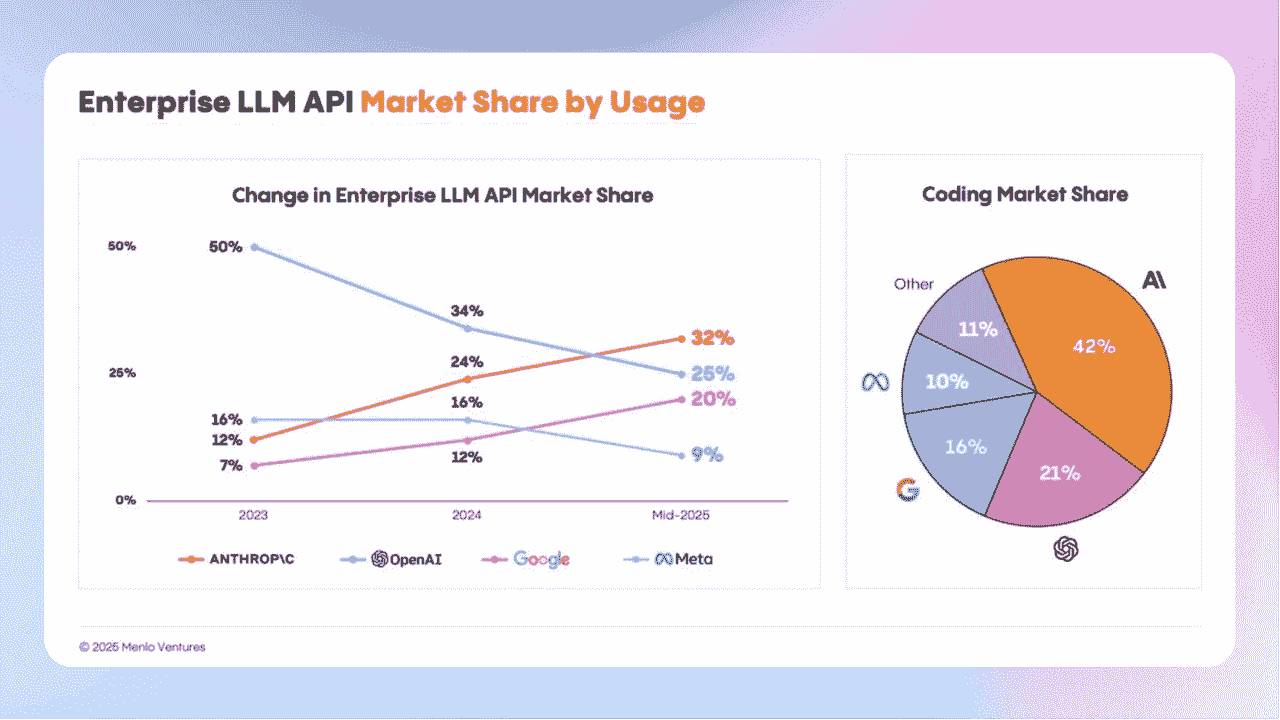 Enterprise LLM API Market Share by Usage
Change in Enterprise LLM API Market Share
50%
25%
0%
50%
16%
12%
7%
34%
24%
16%
12%
32%
25%
20%
9%
2023
2024
Mid-2025
ANTHROP\C
OpenAI
Google
Meta
Coding Market Share
A\
42%
21%
G
16%
10%
Other
11%
© 2025 Menlo Ventures